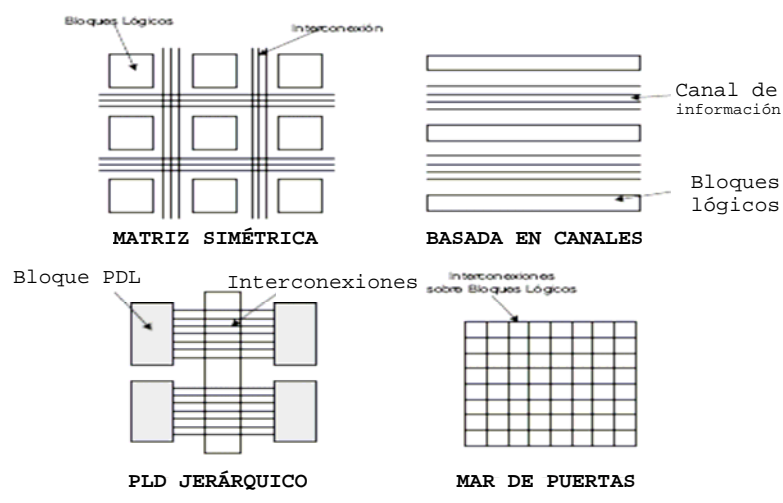 Bloques Lógicos
Interconexión
Canal de
información
Bloques
lógicos
MATRIZ SIMÉTRICA
BASADA EN CANALES
Bloque PDL
Interconexiones
Interconexiones
sobre Bloques Lógicos
PLD JERÁRQUICO
MAR DE PUERTAS